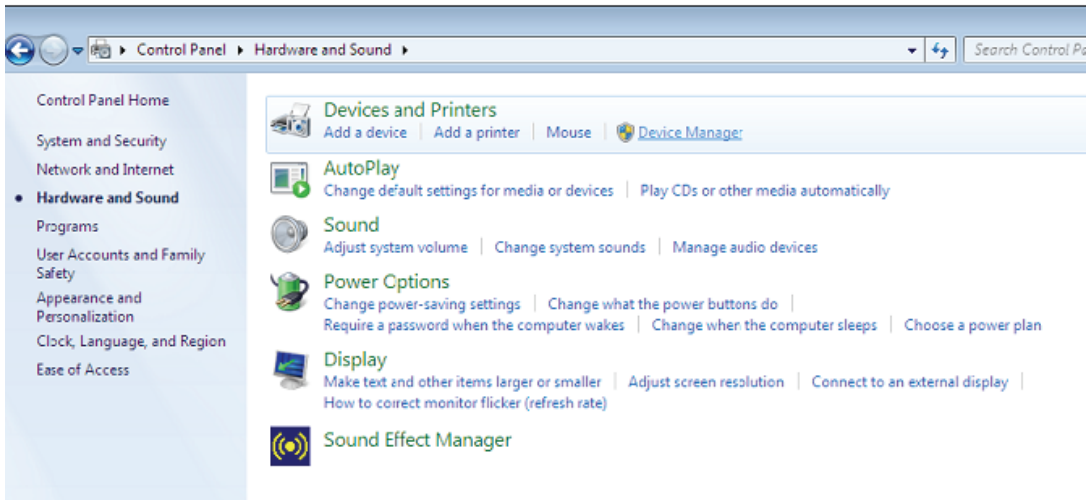 Control Panel ▸ Hardware and Sound ▸
Search Control Pa
Control Panel Home
System and Security
Network and Internet
Hardware and Sound
Programs
User Accounts and Family
Safety
Appearance and
Personalization
Clock, Language, and Region
Ease of Access
Devices and Printers
Add a device | Add a printer | Mouse | Device Manager
AutoPlay
Change default settings for media or devices | Play CDs or other media automatically
Sound
Adjust system volume | Change system sounds | Manage audio devices
Power Options
Change power-saving settings | Change what the power buttons do |
Require a password when the computer wakes | Change when the computer sleeps | Choose a power plan
Display
Make text and other items larger or smaller | Adjust screen resolution | Connect to an external display |
How to correct monitor flicker (refresh rate)
Sound Effect Manager